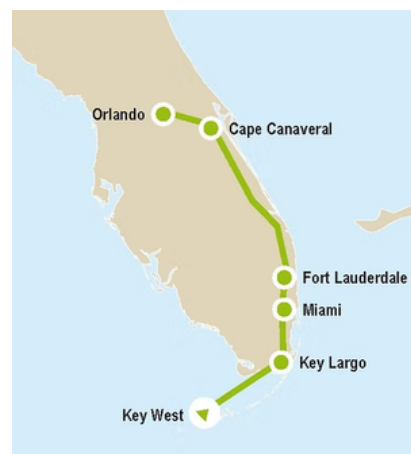 Orlando
Cape Canaveral
Fort Lauderdale
Miami
Key Largo
Key West